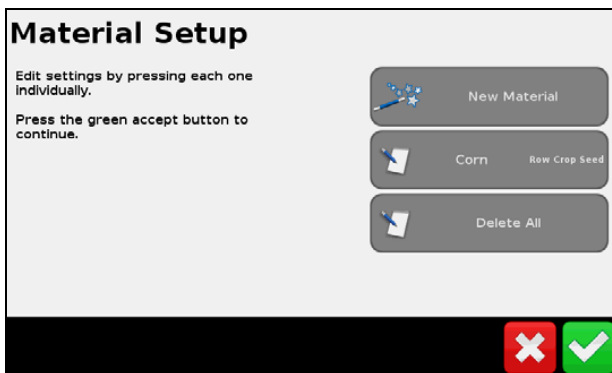 Material Setup
Edit settings by pressing each one
individually.
Press the green accept button to
continue.
New Material
Corn Row Crop Seed
Delete All